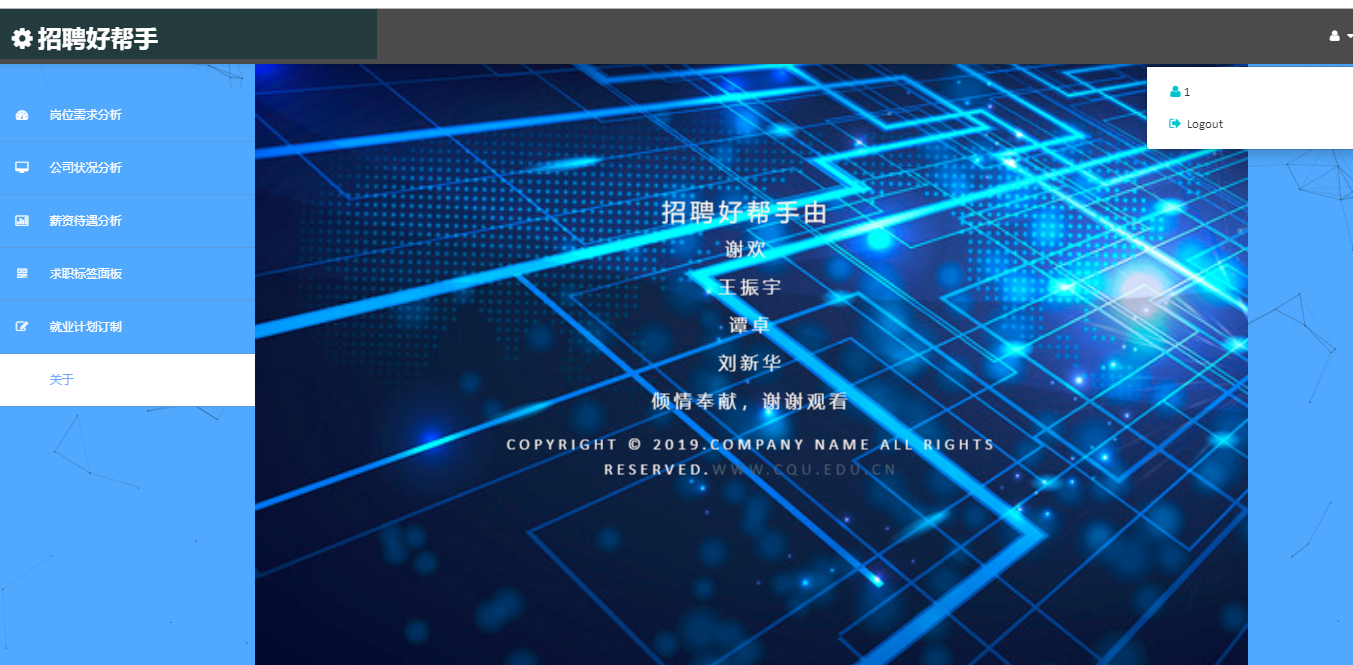 招聘好帮手
1
Logout
岗位需求分析
公司状况分析
薪资待遇分析
求职标签面板
就业计划订制
关于
招聘好帮手由
谢欢
王振宇
谭卓
刘新华
倾情奉献，谢谢观看
COPYRIGHT © 2019.COMPANY NAME ALL RIGHTS
RESERVED.WWW.CQU.EDU.CN